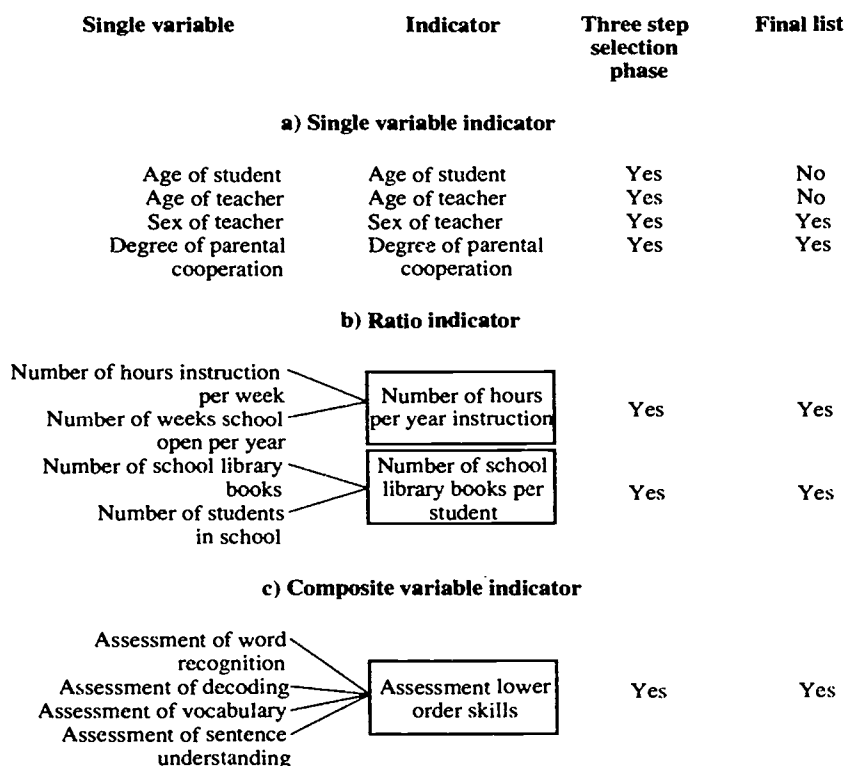 Single variable Indicator Three step selection phase Final list
a) Single variable indicator
Age of student Age of student Yes No
Age of teacher Age of teacher Yes No
Sex of teacher Sex of teacher Yes Yes
Degree of parental Degree of parental Yes Yes
cooperation cooperation
b) Ratio indicator
Number of hours instruction
per week
Number of weeks school
open per year
Number of hours
per year instruction
Yes Yes
Number of school library
books
Number of students
in school
Number of school
library books per
student
Yes Yes
c) Composite variable indicator
Assessment of word
recognition
Assessment of decoding
Assessment of vocabulary
Assessment of sentence
understanding
Assessment lower
order skills
Yes Yes